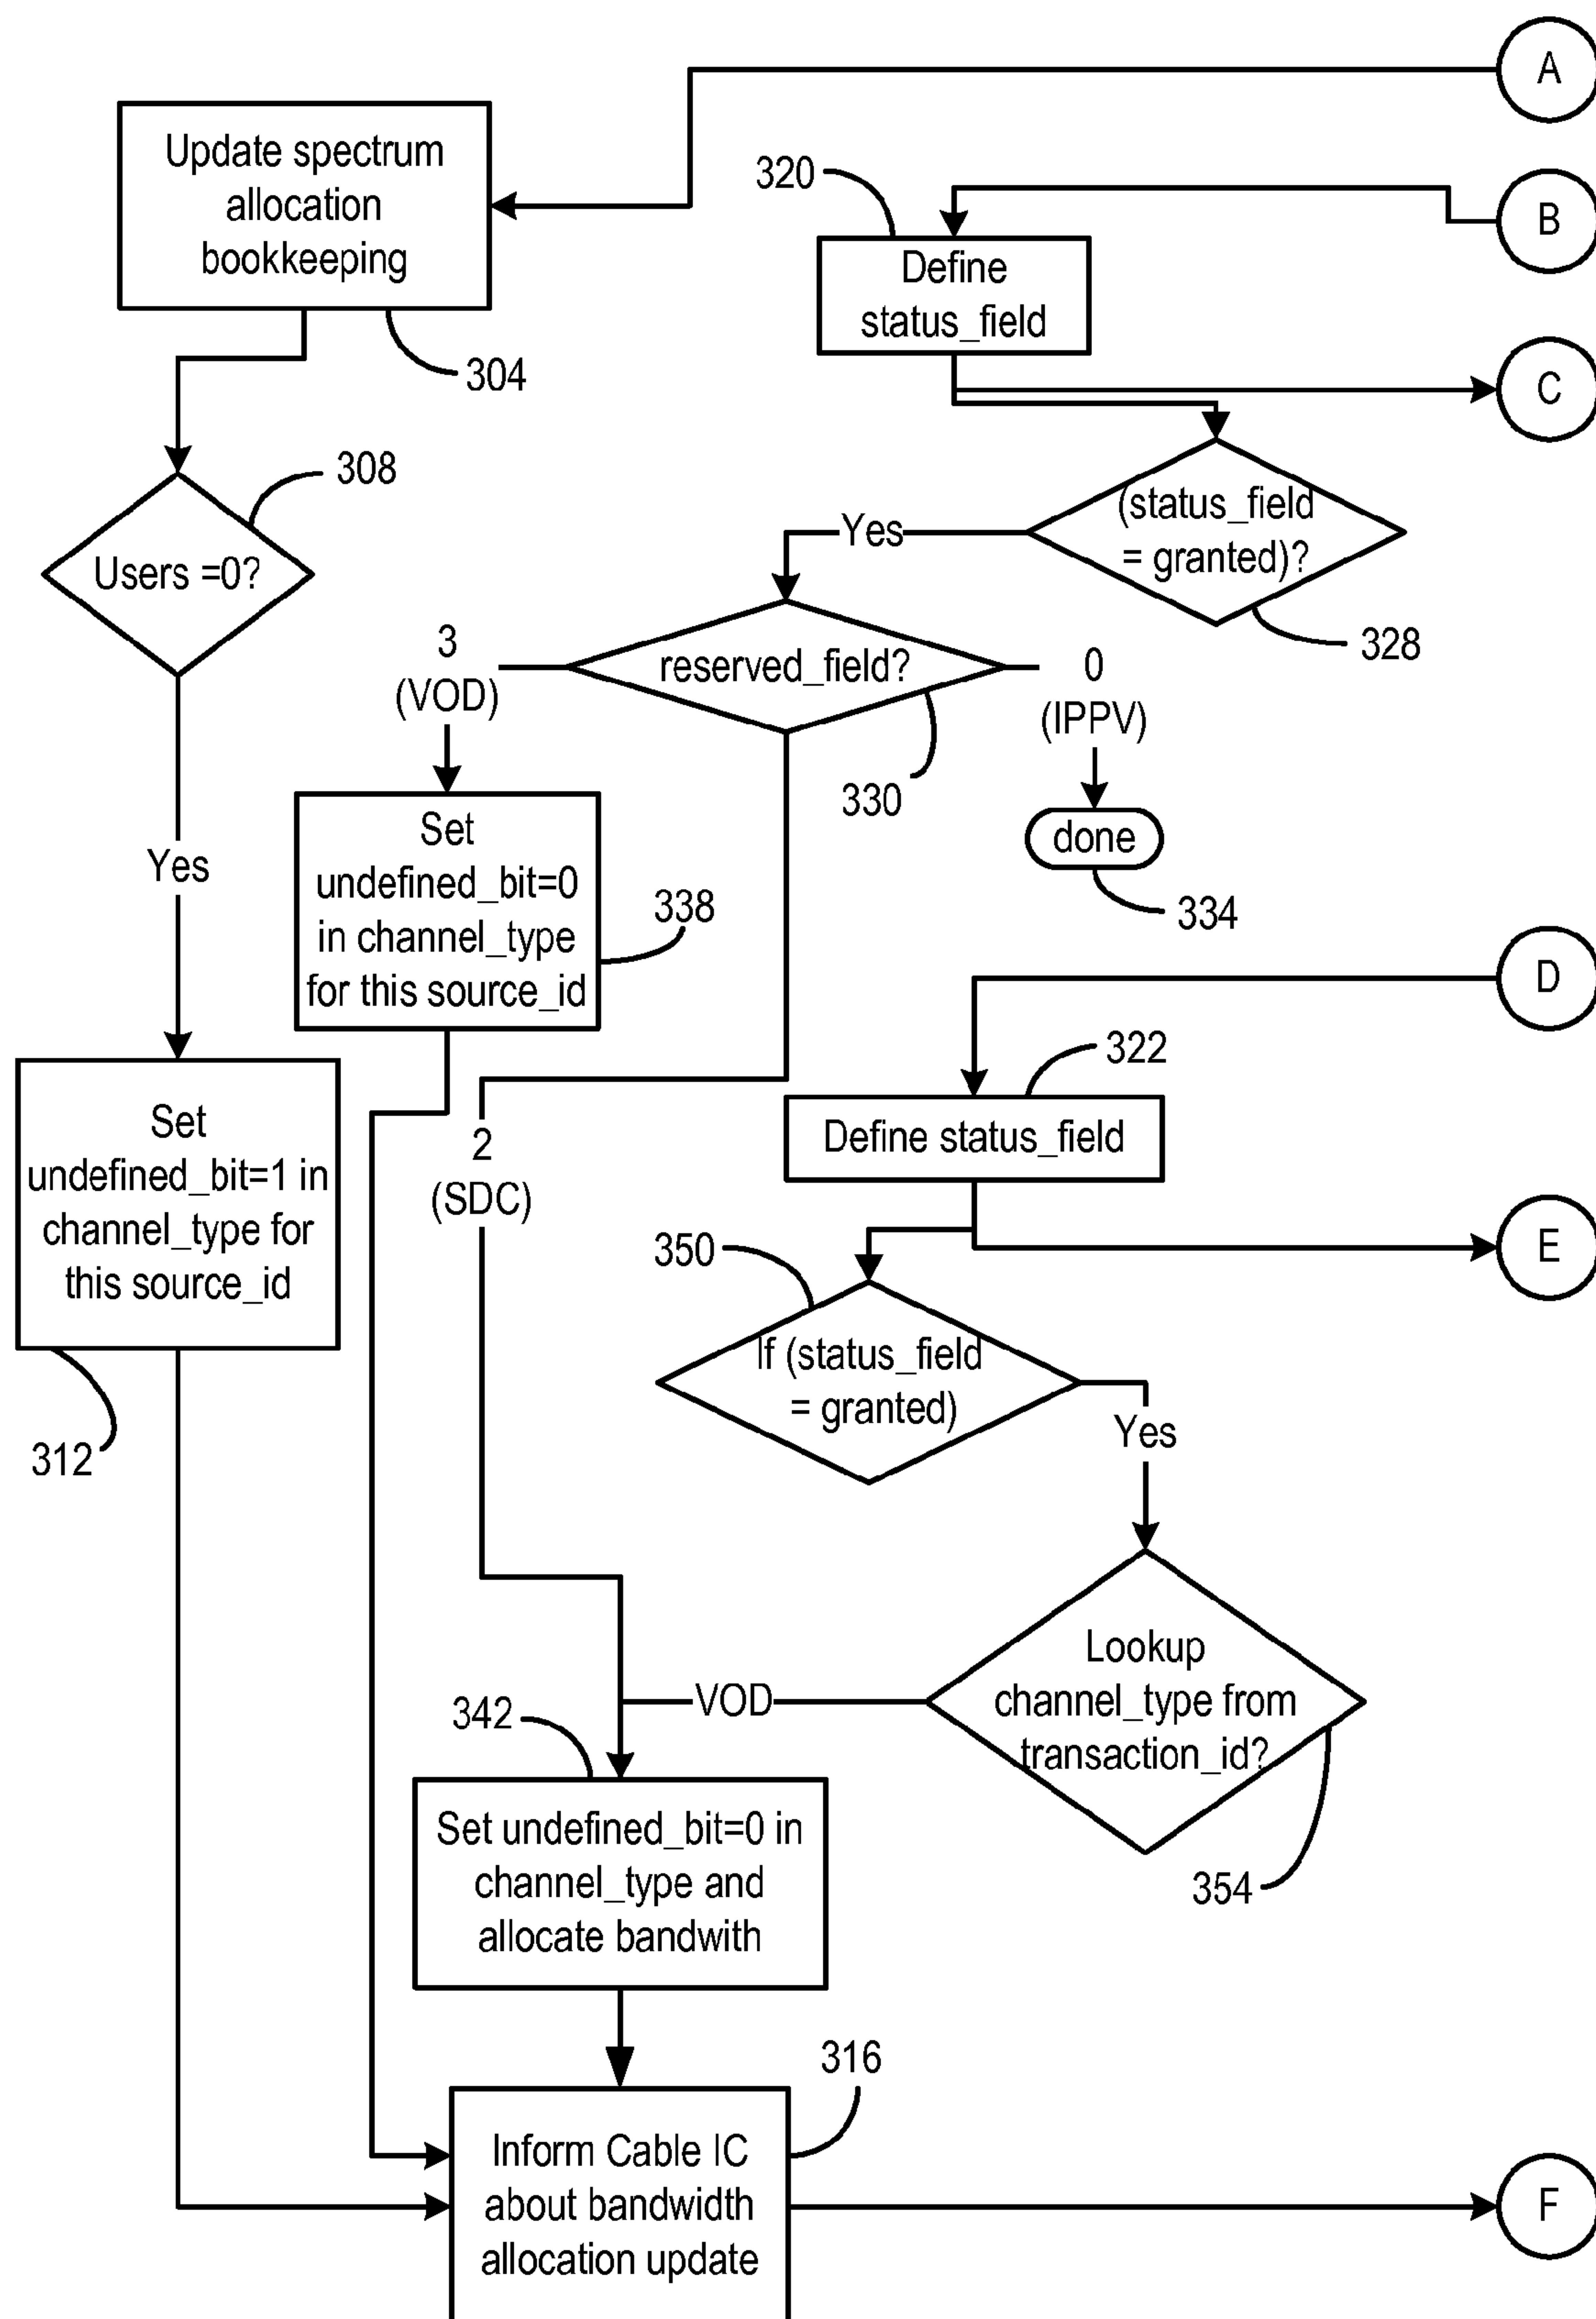 A
Update spectrum
allocation
bookkeeping
304
320
B
Define
status_field
C
308
Users =0?
(status_field
= granted)?
328
Yes
reserved_field?
330
3
(VOD)
0
(IPPV)
done
334
Set
undefined_bit=0
in channel_type
for this source_id
338
Yes
D
322
Define status_field
2
(SDC)
Set
undefined_bit=1 in
channel_type for
this source_id
312
E
350
If (status_field
= granted)
Yes
Lookup
channel_type from
transaction_id?
354
VOD
342
Set undefined_bit=0 in
channel_type and
allocate bandwith
316
Inform Cable IC
about bandwidth
allocation update
F